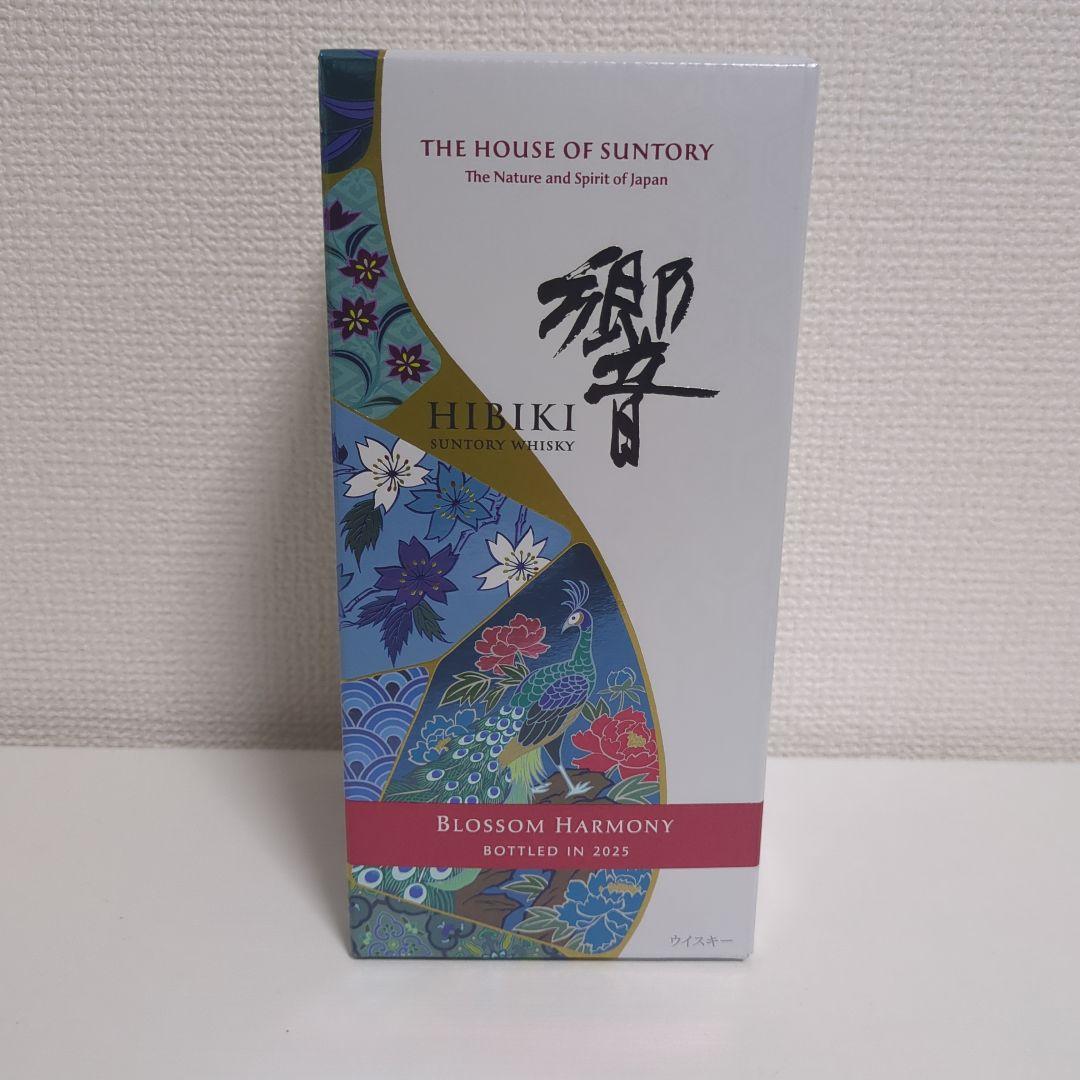 THE HOUSE OF SUNTORY
The Nature and Spirit of Japan
響
HIBIKI
SUNTORY WHISKY
BLOSSOM HARMONY
BOTTLED IN 2025
ウイスキー